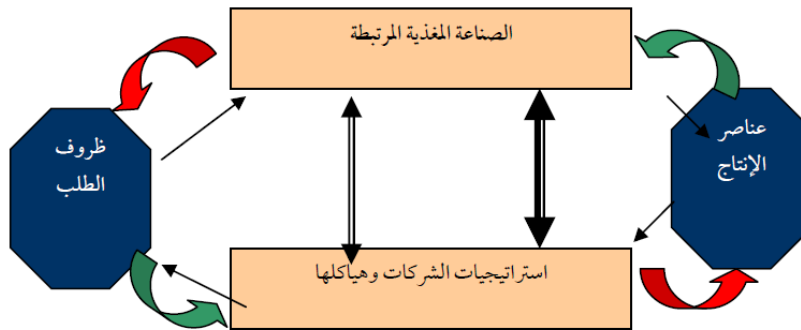 الصناعة المغذية المرتبطة
عناصر
الإنتاج
ظروف
الطلب
استراتيجيات الشركات وهياكلها